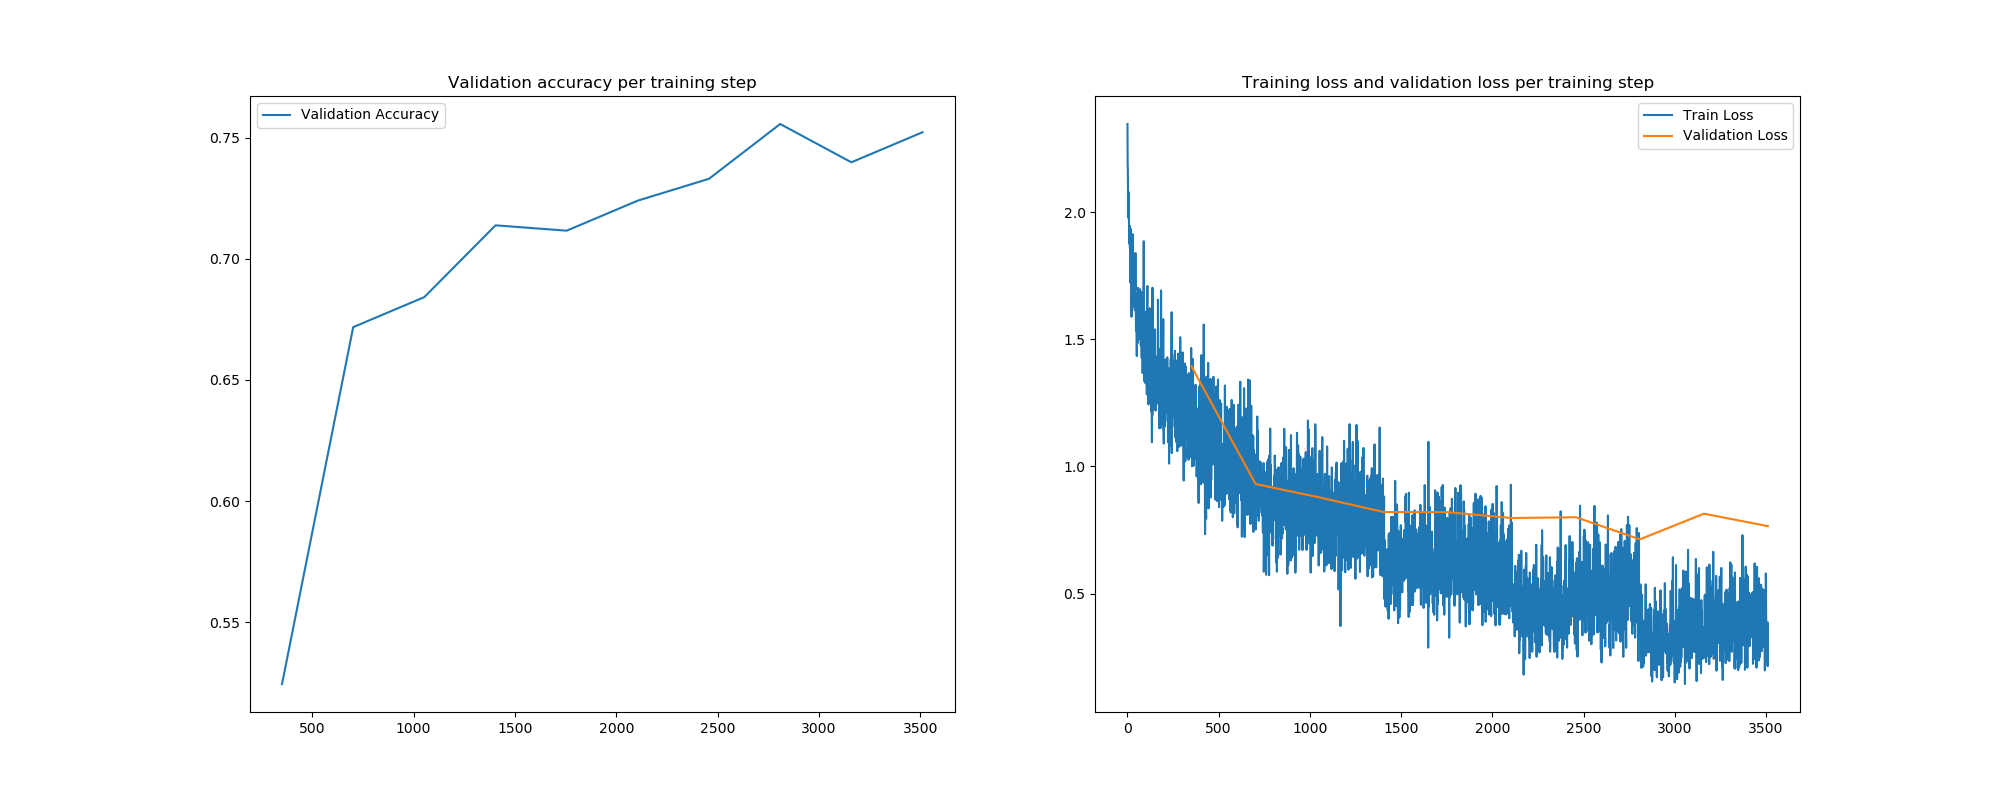 Validation accuracy per training step
Validation Accuracy
0.75
0.70
0.65
0.60
0.55
500 1000 1500 2000 2500 3000 3500
Training loss and validation loss per training step
Train Loss
Validation Loss
2.0
1.5
1.0
0.5
0 500 1000 1500 2000 2500 3000 3500